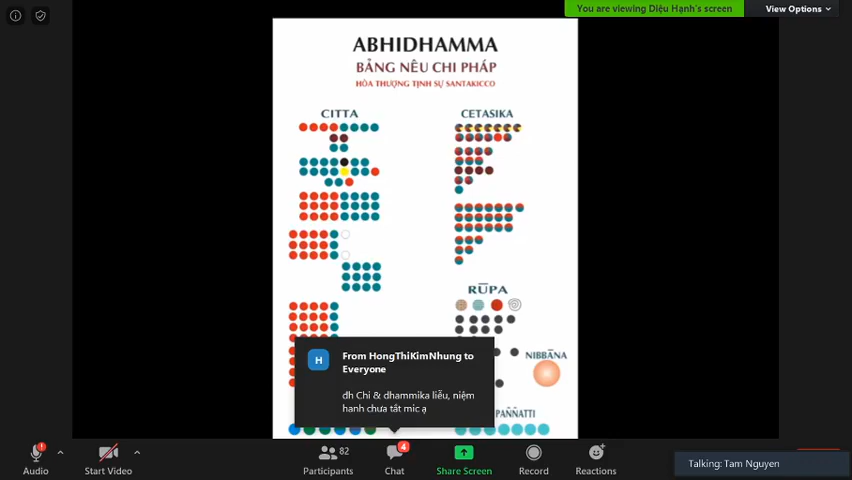 You are viewing Diệu Hạnh's screen
View Options
ABHIDHAMMA
BẢNG NÊU CHI PHÁP
HÒA THƯỢNG TỊNH SỰ SANTAKICCO
CITTA
CETASIKA
RŪPA
NIBBĀNA
PAÑÑATTI
H
From HongThiKimNhung to
Everyone
đh Chi & dhammika liễu, niệm
hanh chưa tắt mic ạ
Audio
Start Video
82
Participants
4
Chat
Share Screen
Record
Reactions
Talking: Tam Nguyen